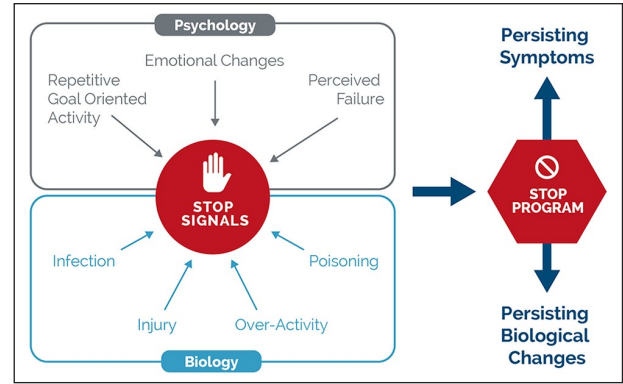 Psychology
Emotional Changes
Repetitive
Goal Oriented
Activity
Perceived
Failure
STOP
SIGNALS
Infection
Poisoning
Injury
Over-Activity
Biology
Persisting
Symptoms
STOP
PROGRAM
Persisting
Biological
Changes